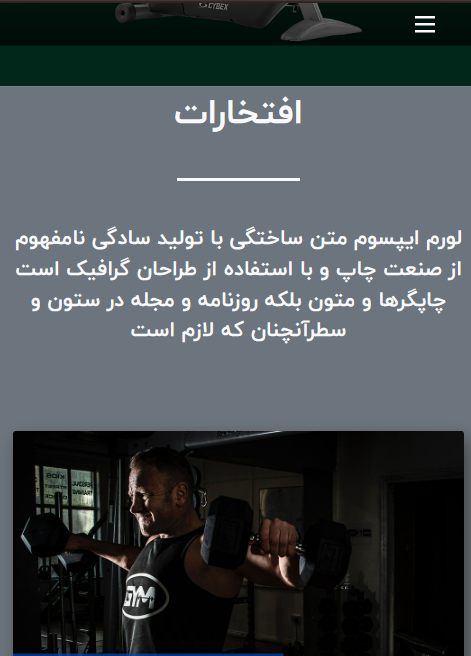 CYBEX
افتخارات
لورم ایپسوم متن ساختگی با تولید سادگی نامفهوم
از صنعت چاپ و با استفاده از طراحان گرافیک است
چاپگرها و متون بلکه روزنامه و مجله در ستون و
سطرآنچنان که لازم است
GYM